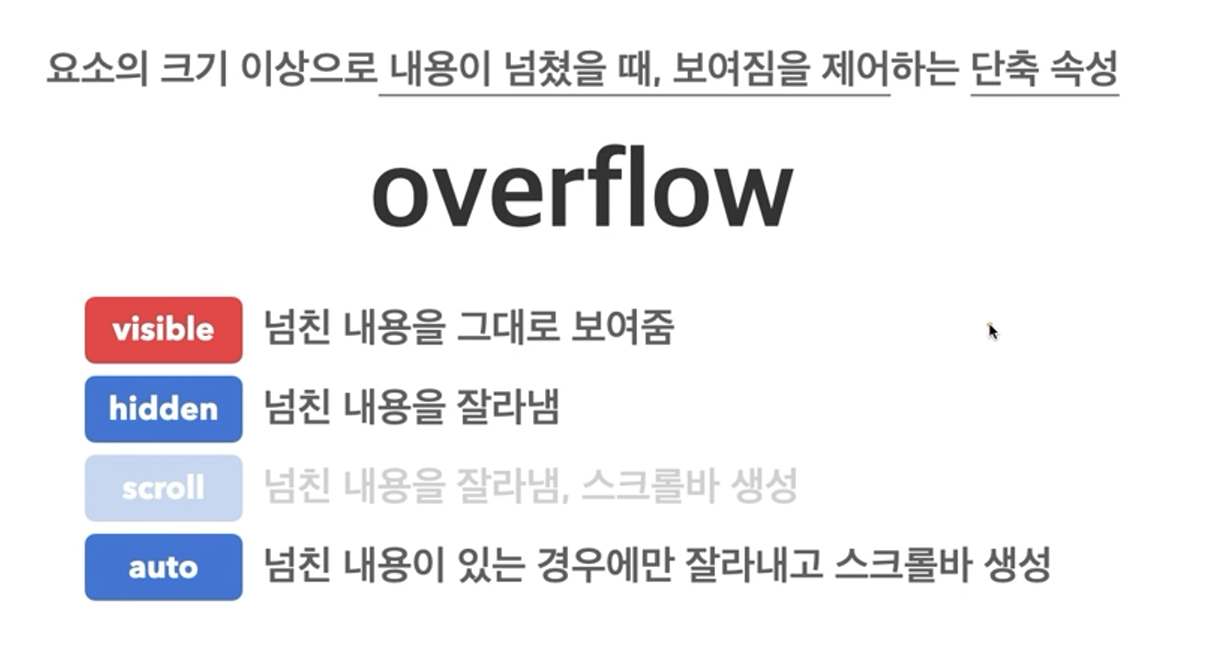 요소의 크기 이상으로 내용이 넘쳤을 때, 보여짐을 제어하는 단축 속성
overflow
visible 넘친 내용을 그대로 보여줌
hidden 넘친 내용을 잘라냄
scroll 넘친 내용을 잘라냄, 스크롤바 생성
auto 넘친 내용이 있는 경우에만 잘라내고 스크롤바 생성